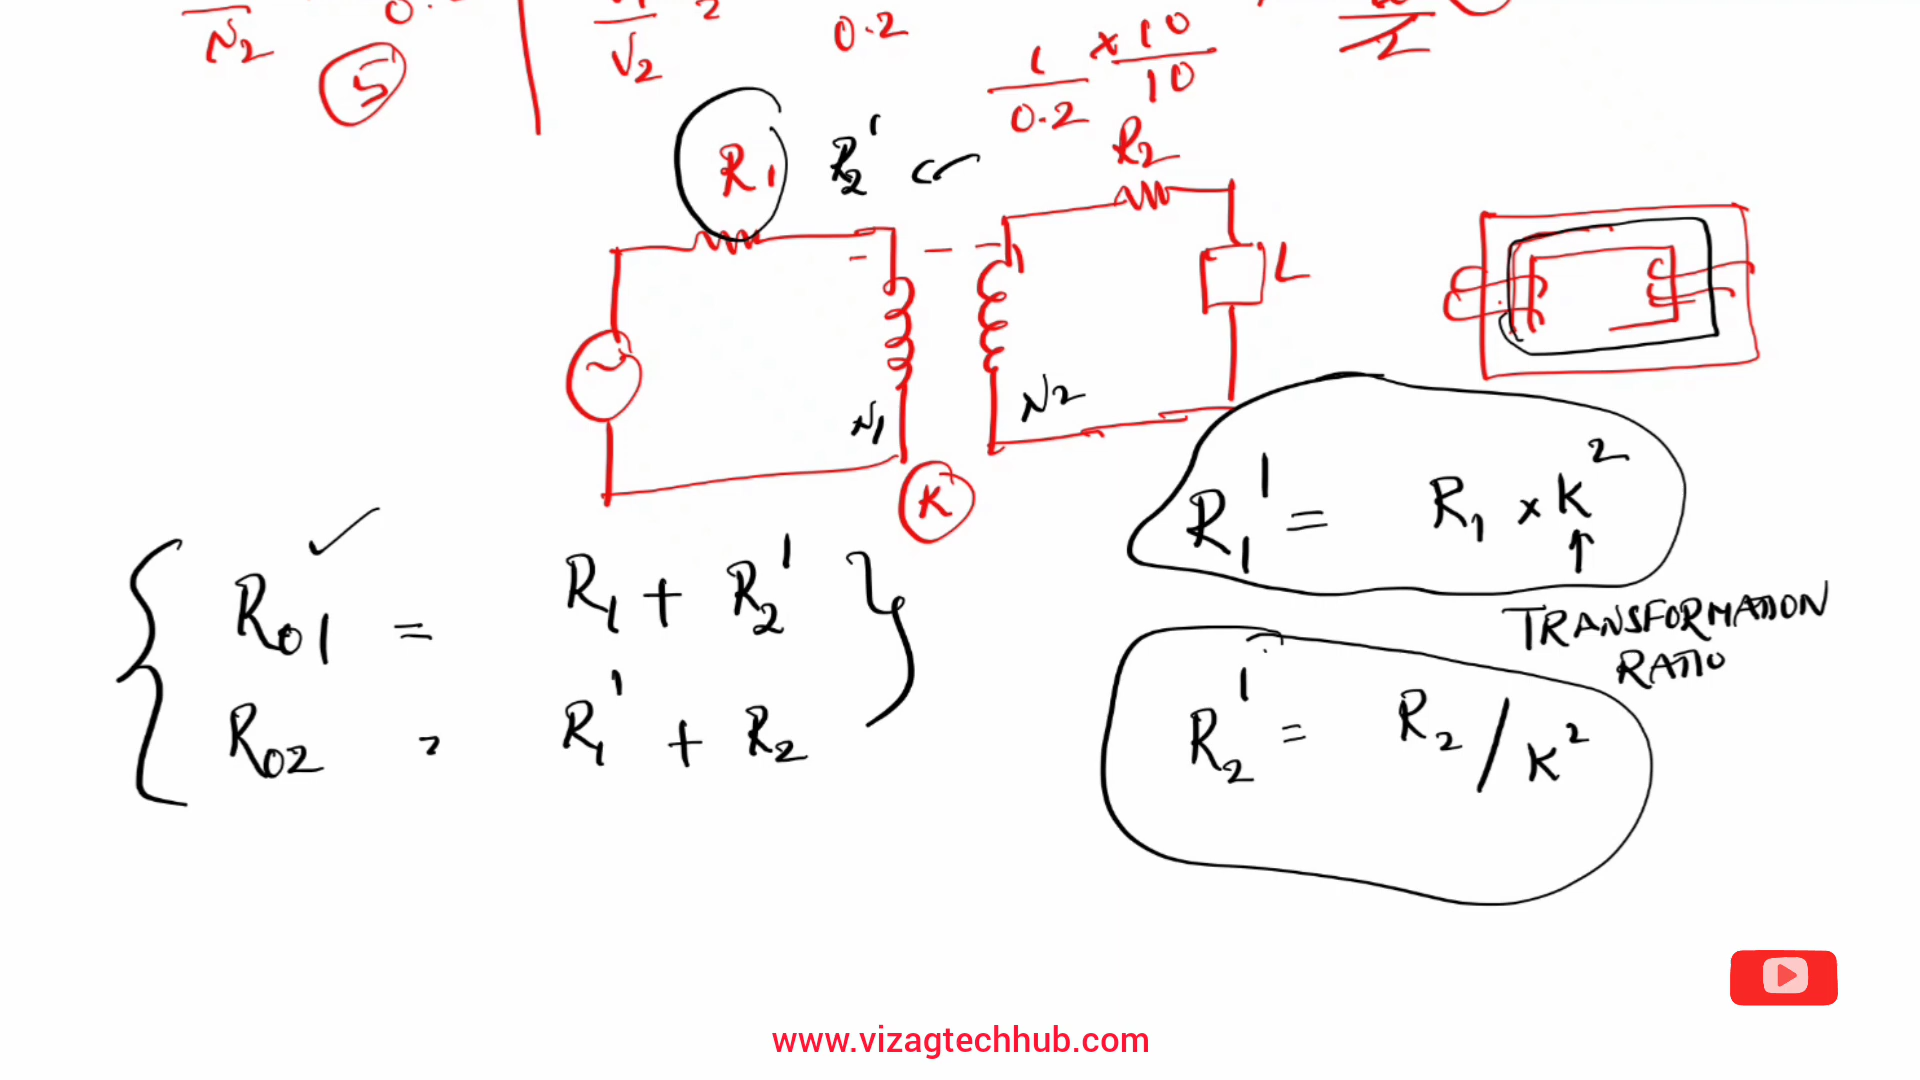 N2
5
V2
0.2
1/0.2 × 10/10
R1 R2' R2
L
N1 N2
K
R1' = R1 × K²
TRANSFORMATION
RATIO
R01 = R1 + R2'
R02 = R1' + R2
R2' = R2 / K²
www.vizagtechhub.com